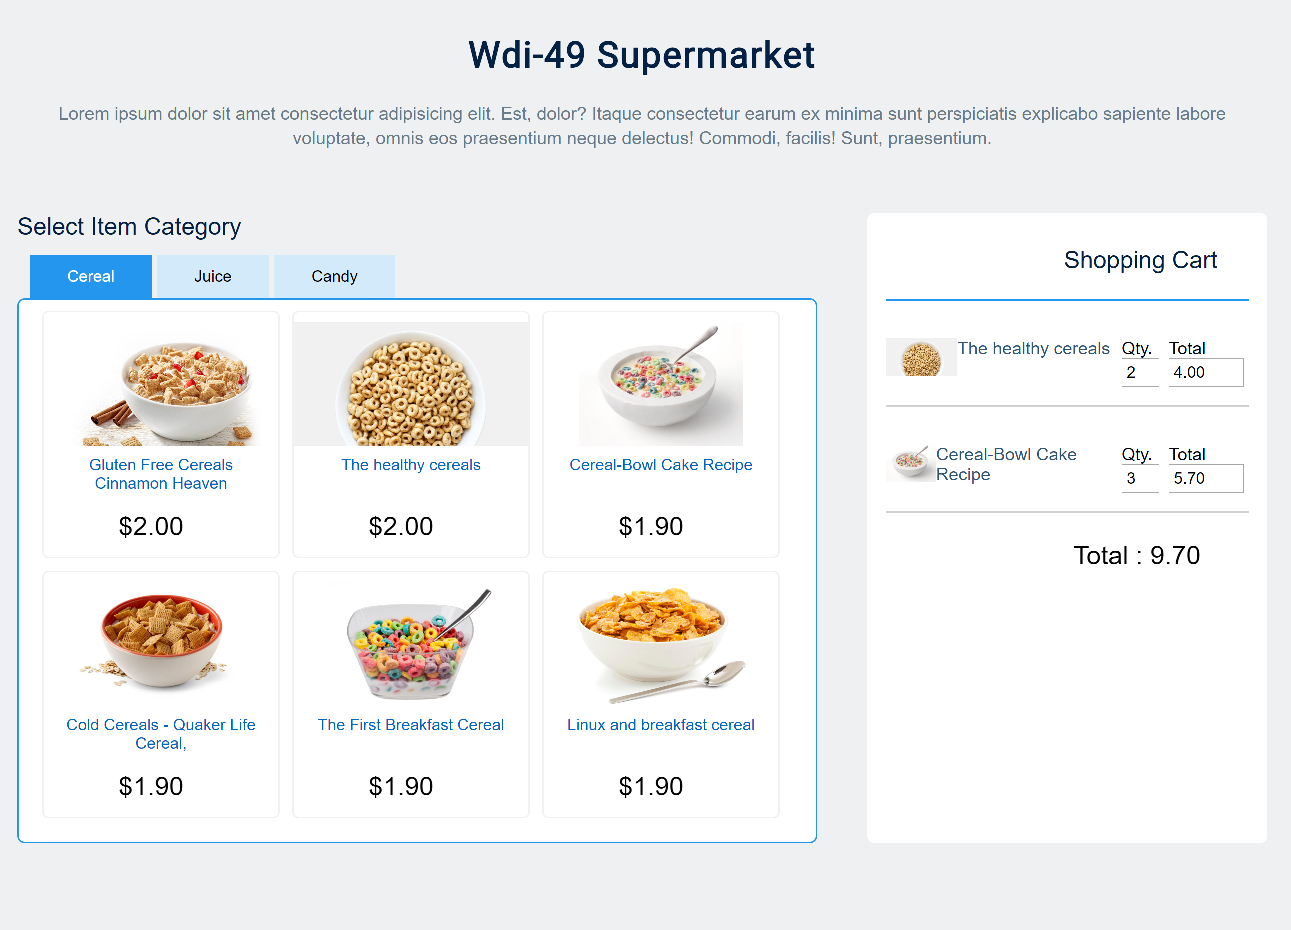 Wdi-49 Supermarket
Lorem ipsum dolor sit amet consectetur adipisicing elit. Est, dolor? Itaque consectetur earum ex minima sunt perspiciatis explicabo sapiente labore
voluptate, omnis eos praesentium neque delectus! Commodi, facilis! Sunt, praesentium.
Select Item Category
Cereal
Juice
Candy
Gluten Free Cereals
Cinnamon Heaven
$2.00
The healthy cereals
$2.00
Cereal-Bowl Cake Recipe
$1.90
Cold Cereals - Quaker Life
Cereal,
$1.90
The First Breakfast Cereal
$1.90
Linux and breakfast cereal
$1.90
Shopping Cart
The healthy cereals
Qty.
2
Total
4.00
Cereal-Bowl Cake
Recipe
Qty.
3
Total
5.70
Total : 9.70